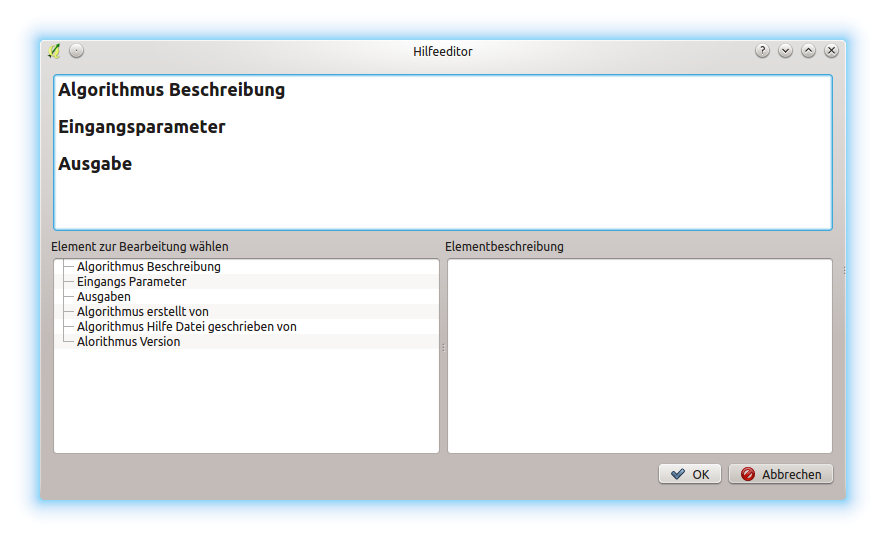 Hilfeeditor
Algorithmus Beschreibung
Eingangsparameter
Ausgabe
Element zur Bearbeitung wählen
Algorithmus Beschreibung
Eingangs Parameter
Ausgaben
Algorithmus erstellt von
Algorithmus Hilfe Datei geschrieben von
Alorithmus Version
Elementbeschreibung
OK
Abbrechen